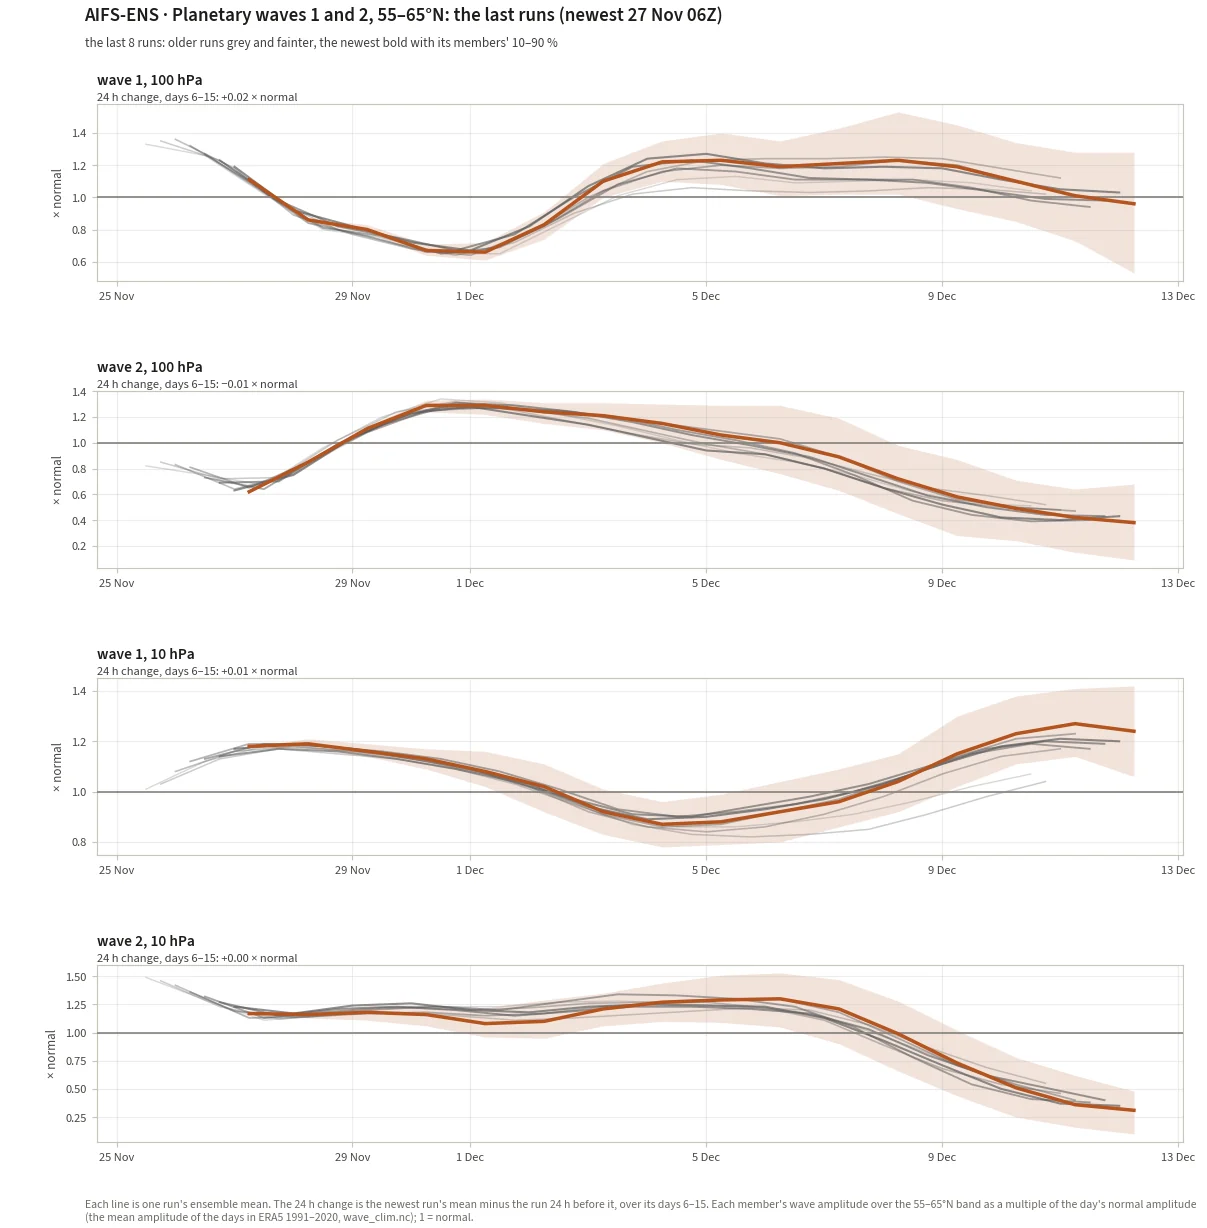 AIFS-ENS · Planetary waves 1 and 2, 55–65°N: the last runs (newest 27 Nov 06Z)
the last 8 runs: older runs grey and fainter, the newest bold with its members' 10–90 %
wave 1, 100 hPa
24 h change, days 6–15: +0.02 × normal
1.4
1.2
1.0
0.8
0.6
× normal
25 Nov 29 Nov 1 Dec 5 Dec 9 Dec 13 Dec
wave 2, 100 hPa
24 h change, days 6–15: −0.01 × normal
1.4
1.2
1.0
0.8
0.6
0.4
0.2
× normal
25 Nov 29 Nov 1 Dec 5 Dec 9 Dec 13 Dec
wave 1, 10 hPa
24 h change, days 6–15: +0.01 × normal
1.4
1.2
1.0
0.8
× normal
25 Nov 29 Nov 1 Dec 5 Dec 9 Dec 13 Dec
wave 2, 10 hPa
24 h change, days 6–15: +0.00 × normal
1.50
1.25
1.00
0.75
0.50
0.25
× normal
25 Nov 29 Nov 1 Dec 5 Dec 9 Dec 13 Dec
Each line is one run's ensemble mean. The 24 h change is the newest run's mean minus the run 24 h before it, over its days 6–15. Each member's wave amplitude over the 55–65°N band as a multiple of the day's normal amplitude
(the mean amplitude of the days in ERA5 1991–2020, wave_clim.nc); 1 = normal.